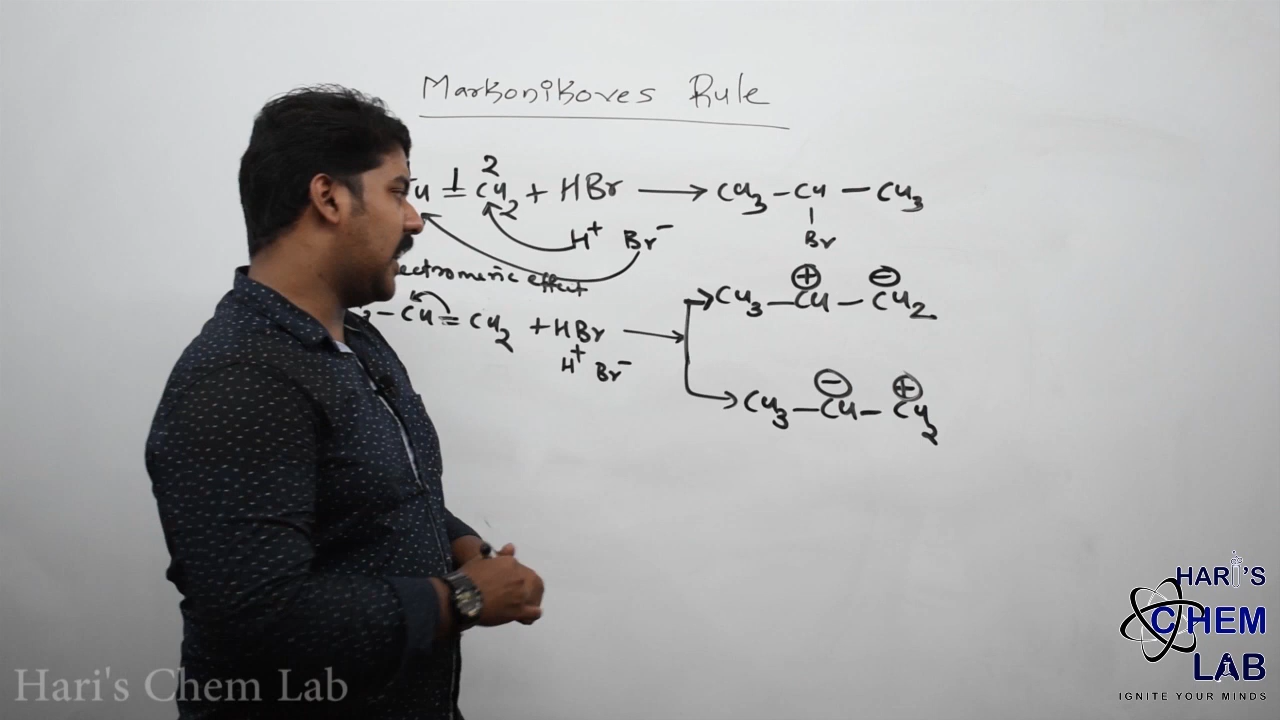 Markonikoves Rule
1 2
CH = CH2 + HBr → CH3 – CH – CH3
H+ Br- Br
ectromeric effect
+ -
CH3 – CH – CH2
– CH = CH2 + HBr →
H+ Br-
- +
CH3 – CH – CH2
HARI'S
CHEM
LAB
IGNITE YOUR MINDS
Hari's Chem Lab